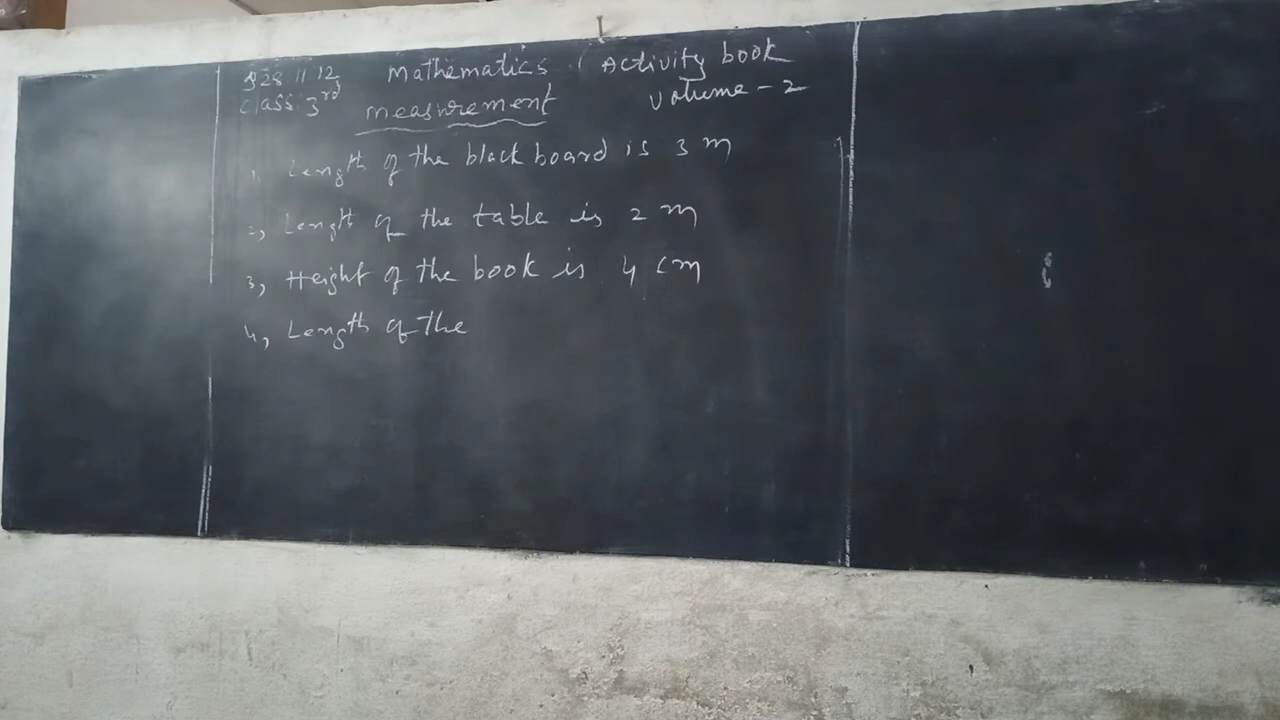 Mathematics ( Activity book
Class: 3rd measurement volume - 2
1, Length of the black board is 3 m
2, Length of the table is 2 m
3, Height of the book is 4 cm
4, Length of the